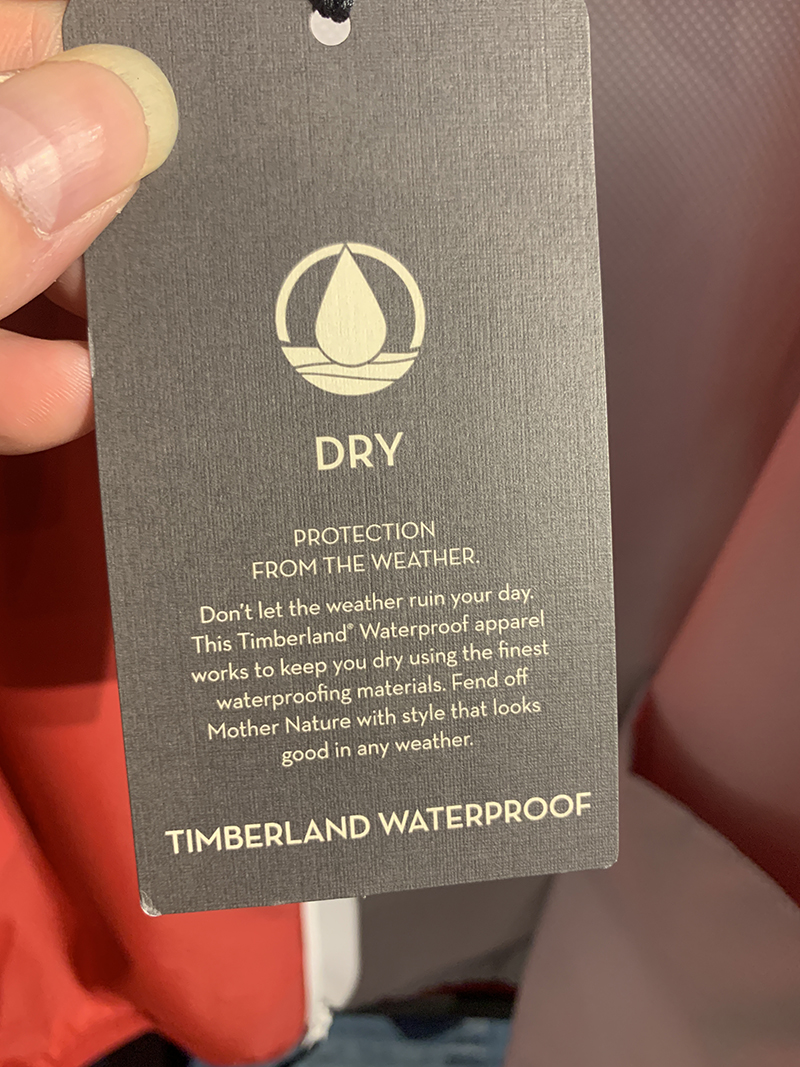 DRY
PROTECTION
FROM THE WEATHER.
Don't let the weather ruin your day.
This Timberland® Waterproof apparel
works to keep you dry using the finest
waterproofing materials. Fend off
Mother Nature with style that looks
good in any weather.
TIMBERLAND WATERPROOF